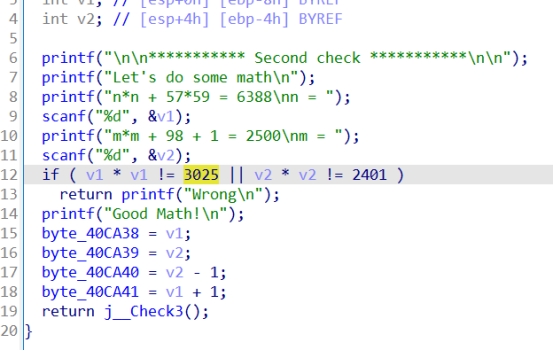 int v1; // [esp+0h] [ebp-8h] BYREF
4 int v2; // [esp+4h] [ebp-4h] BYREF
5
6 printf("\n\n*********** Second check ***********\n\n");
7 printf("Let's do some math\n");
8 printf("n*n + 57*59 = 6388\nn = ");
9 scanf("%d", &v1);
10 printf("m*m + 98 + 1 = 2500\nm = ");
11 scanf("%d", &v2);
12 if ( v1 * v1 != 3025 || v2 * v2 != 2401 )
13 return printf("Wrong\n");
14 printf("Good Math!\n");
15 byte_40CA38 = v1;
16 byte_40CA39 = v2;
17 byte_40CA40 = v2 - 1;
18 byte_40CA41 = v1 + 1;
19 return j__Check3();
20 }